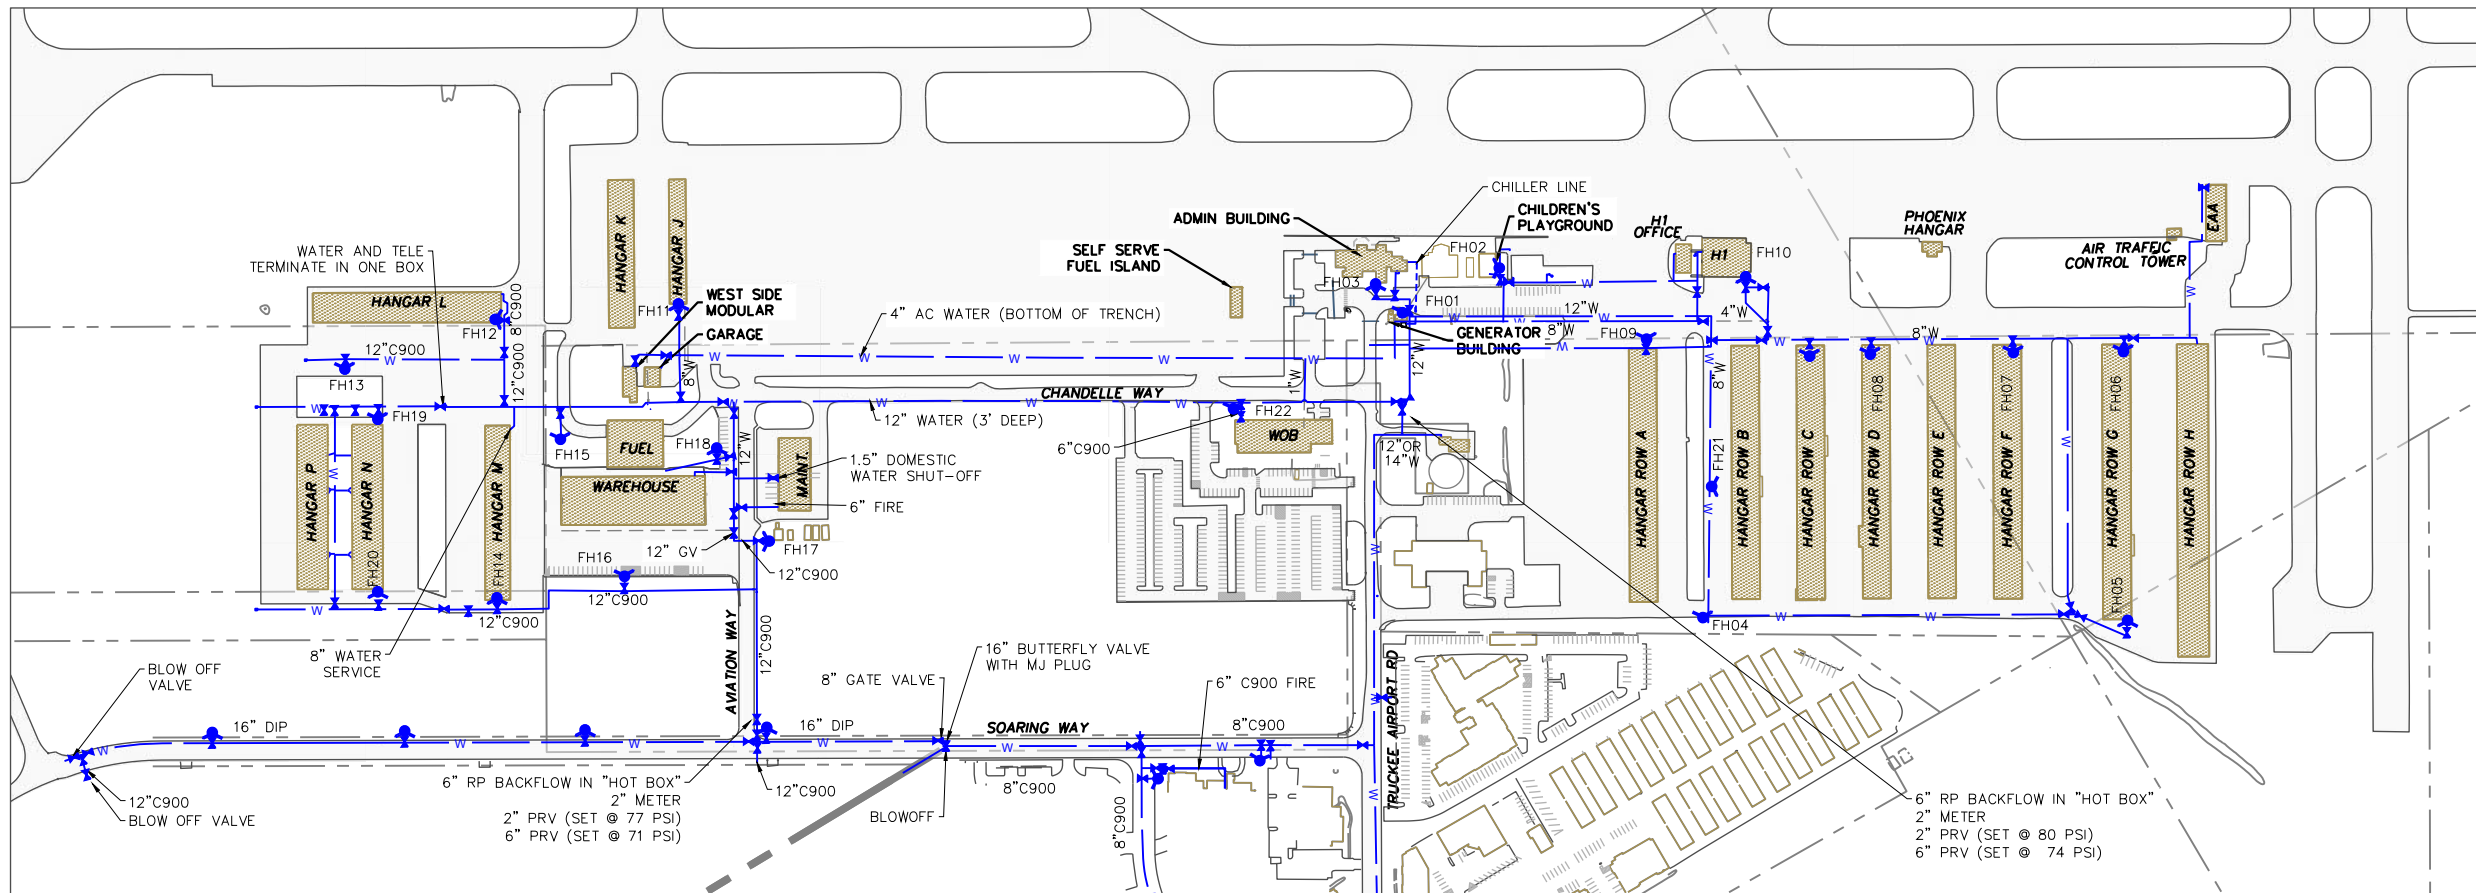 CHILLER LINE
CHILDREN'S
PLAYGROUND
ADMIN BUILDING
SELF SERVE
FUEL ISLAND
H1
OFFICE
H1
FH10
PHOENIX
HANGAR
AIR TRAFFIC
CONTROL TOWER
EAA
WATER AND TELE
TERMINATE IN ONE BOX
HANGAR L
HANGAR K
HANGAR J
FH11
FH12
8"C900
WEST SIDE
MODULAR
GARAGE
4" AC WATER (BOTTOM OF TRENCH)
FH03
FH02
FH01
12"W
GENERATOR
BUILDING
8"W
FH09
4"W
8"W
12"C900
12"C900
FH13
FH19
8"W
CHANDELLE WAY
12" WATER (3' DEEP)
1"W
12"W
8"W
FH22
6"C900
WOB
12"OR
14"W
FH15
FUEL
FH18
12"W
WAREHOUSE
MAINT.
1.5" DOMESTIC
WATER SHUT-OFF
6" FIRE
12" GV
FH17
12"C900
FH16
12"C900
HANGAR P
HANGAR N
HANGAR M
FH20
FH14
12"C900
HANGAR ROW A
FH21
HANGAR ROW B
HANGAR ROW C
HANGAR ROW D
FH08
HANGAR ROW E
HANGAR ROW F
FH07
HANGAR ROW G
FH06
FH05
HANGAR ROW H
FH04
8" WATER
SERVICE
AVIATION WAY
12"C900
BLOW OFF
VALVE
8" GATE VALVE
16" BUTTERFLY VALVE
WITH MJ PLUG
6" C900 FIRE
16" DIP
16" DIP
SOARING WAY
8"C900
TRUCKEE AIRPORT RD
12"C900
BLOW OFF VALVE
6" RP BACKFLOW IN "HOT BOX"
2" METER
2" PRV (SET @ 77 PSI)
6" PRV (SET @ 71 PSI)
12"C900
BLOWOFF
8"C900
8"C900
6" RP BACKFLOW IN "HOT BOX"
2" METER
2" PRV (SET @ 80 PSI)
6" PRV (SET @ 74 PSI)